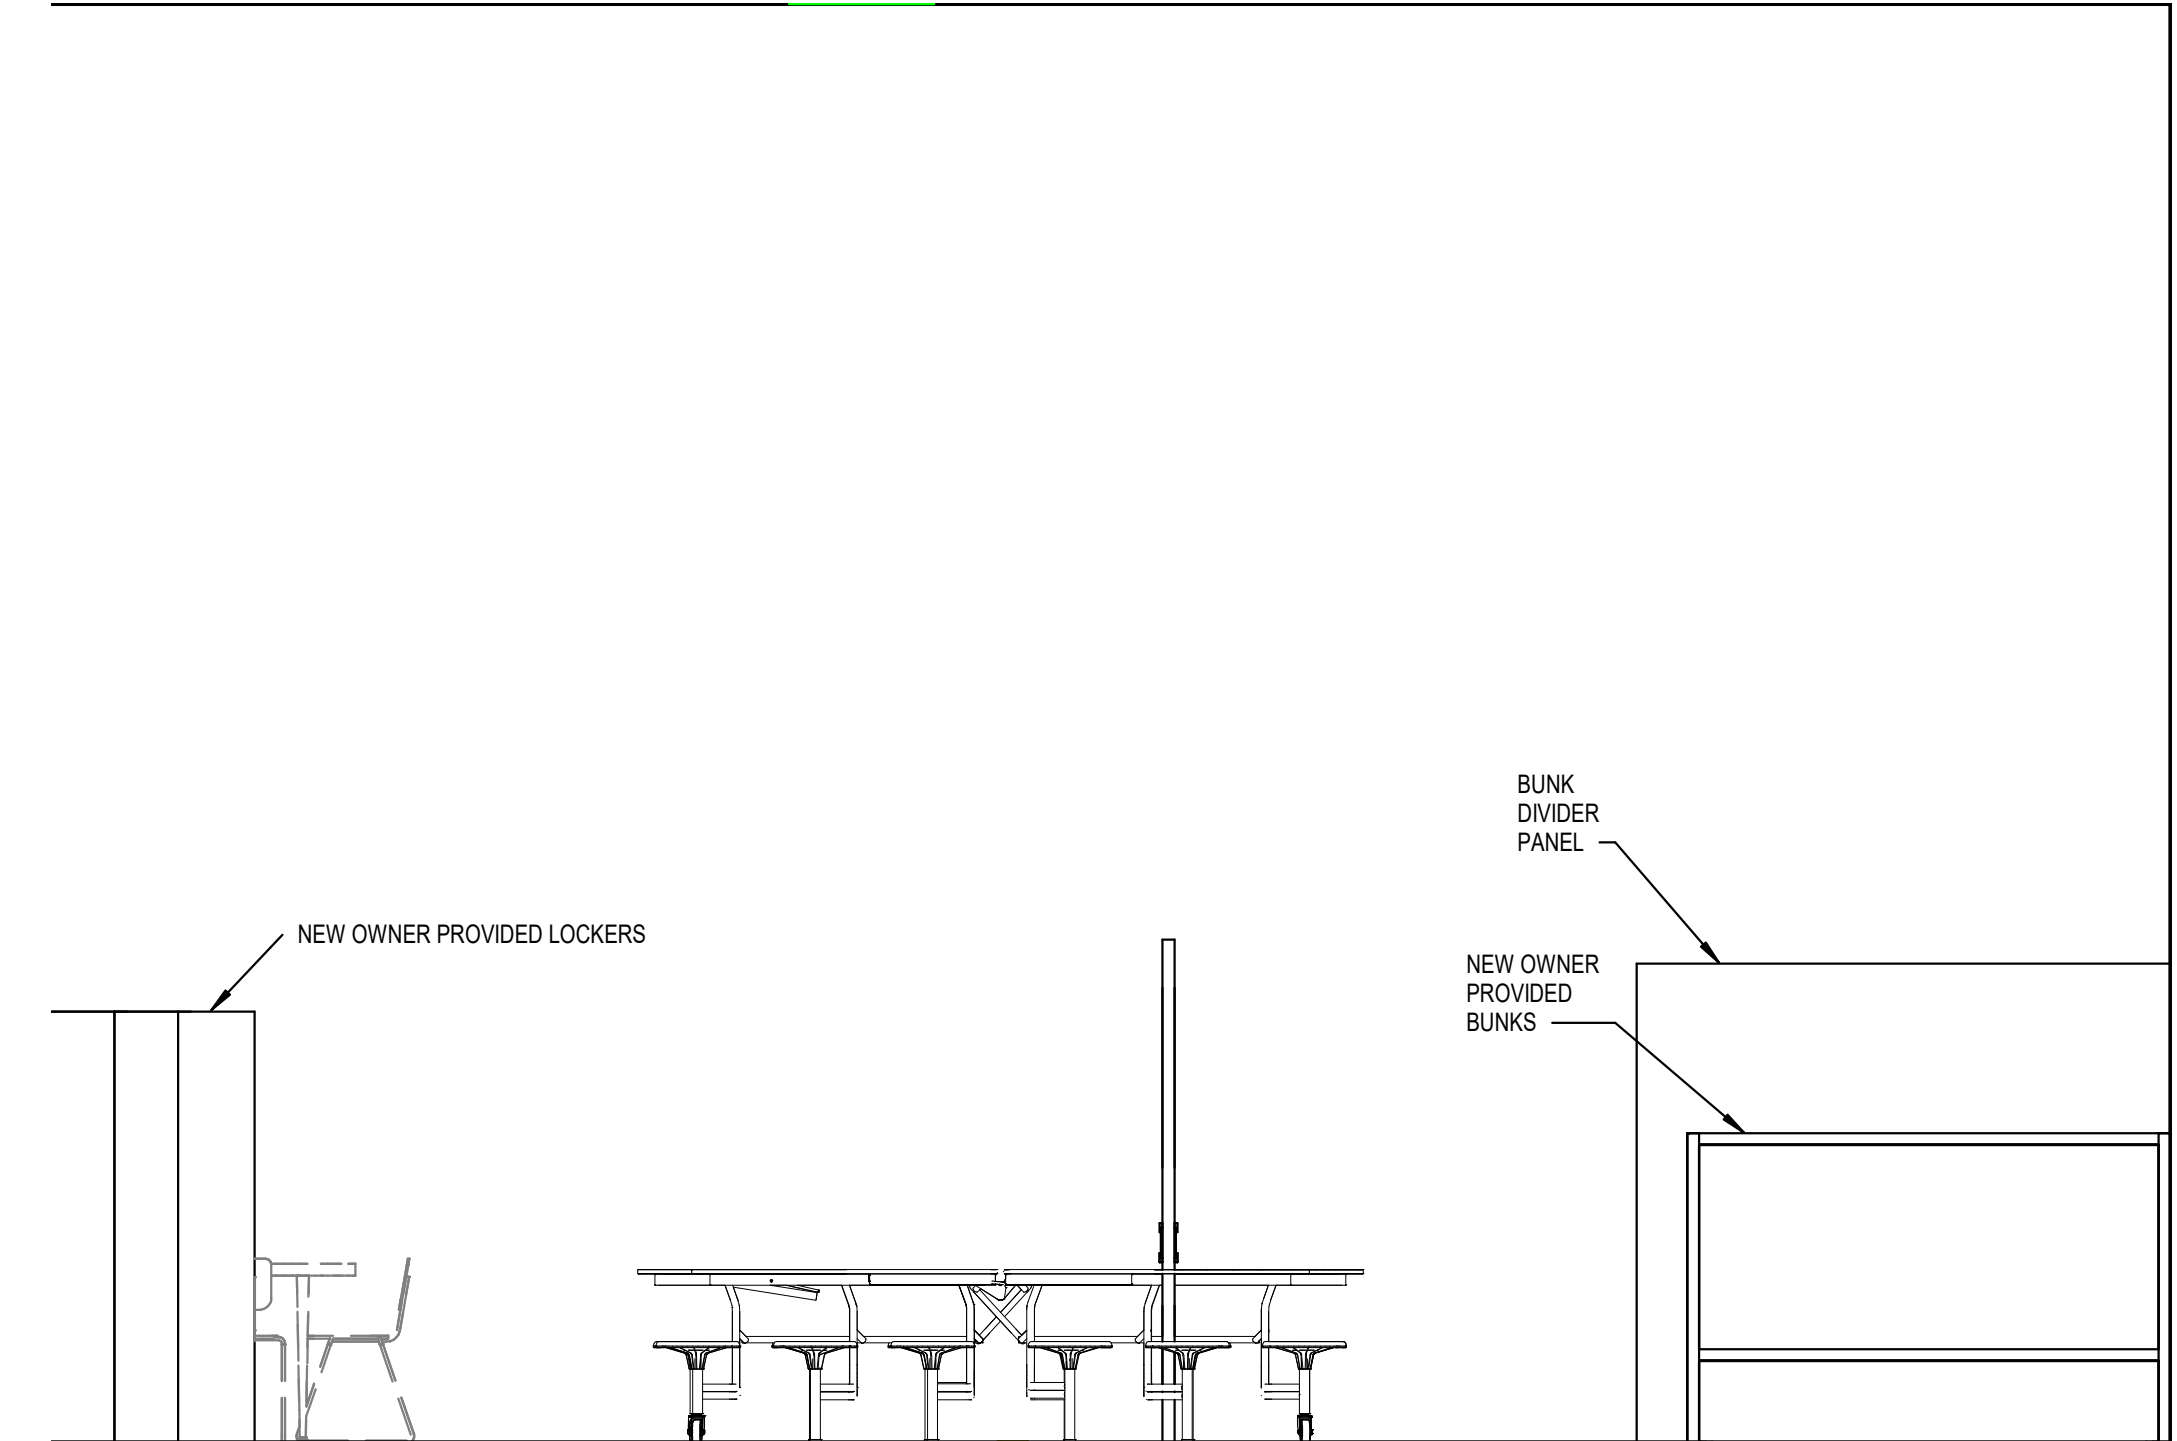 BUNK
DIVIDER
PANEL
NEW OWNER PROVIDED LOCKERS
NEW OWNER
PROVIDED
BUNKS